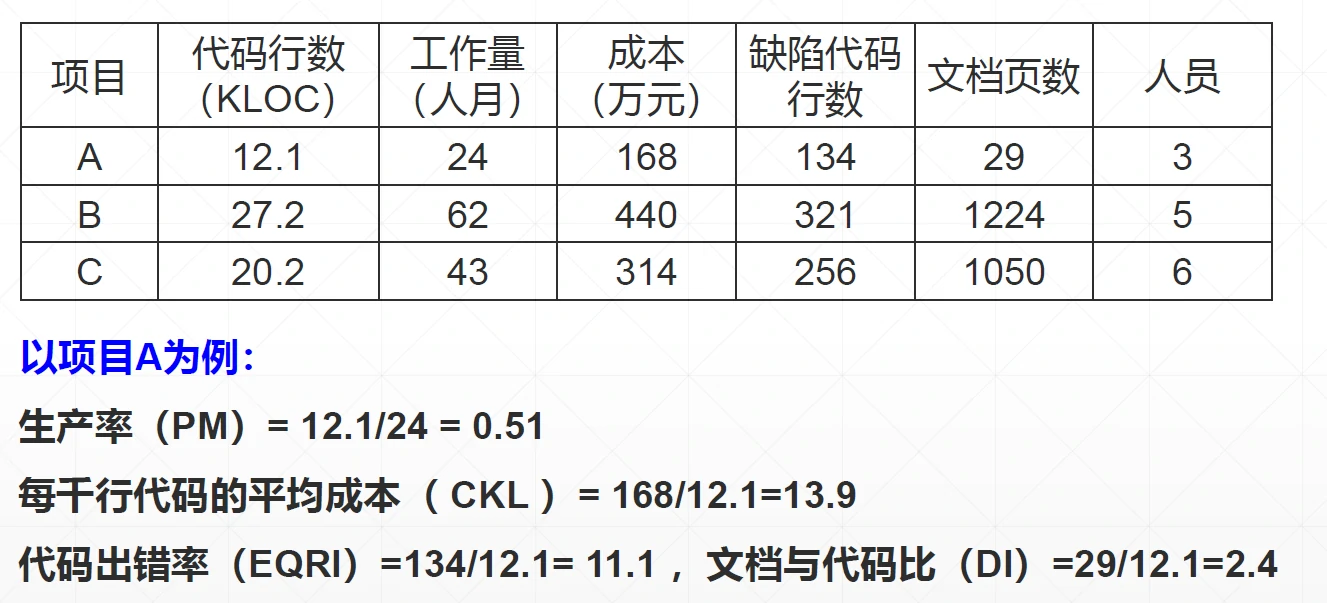 项目 代码行数（KLOC） 工作量（人月） 成本（万元） 缺陷代码行数 文档页数 人员
A 12.1 24 168 134 29 3
B 27.2 62 440 321 1224 5
C 20.2 43 314 256 1050 6
以项目A为例：
生产率（PM）= 12.1/24 = 0.51
每千行代码的平均成本（ CKL ）= 168/12.1=13.9
代码出错率（EQRI）=134/12.1= 11.1 ，文档与代码比（DI）=29/12.1=2.4